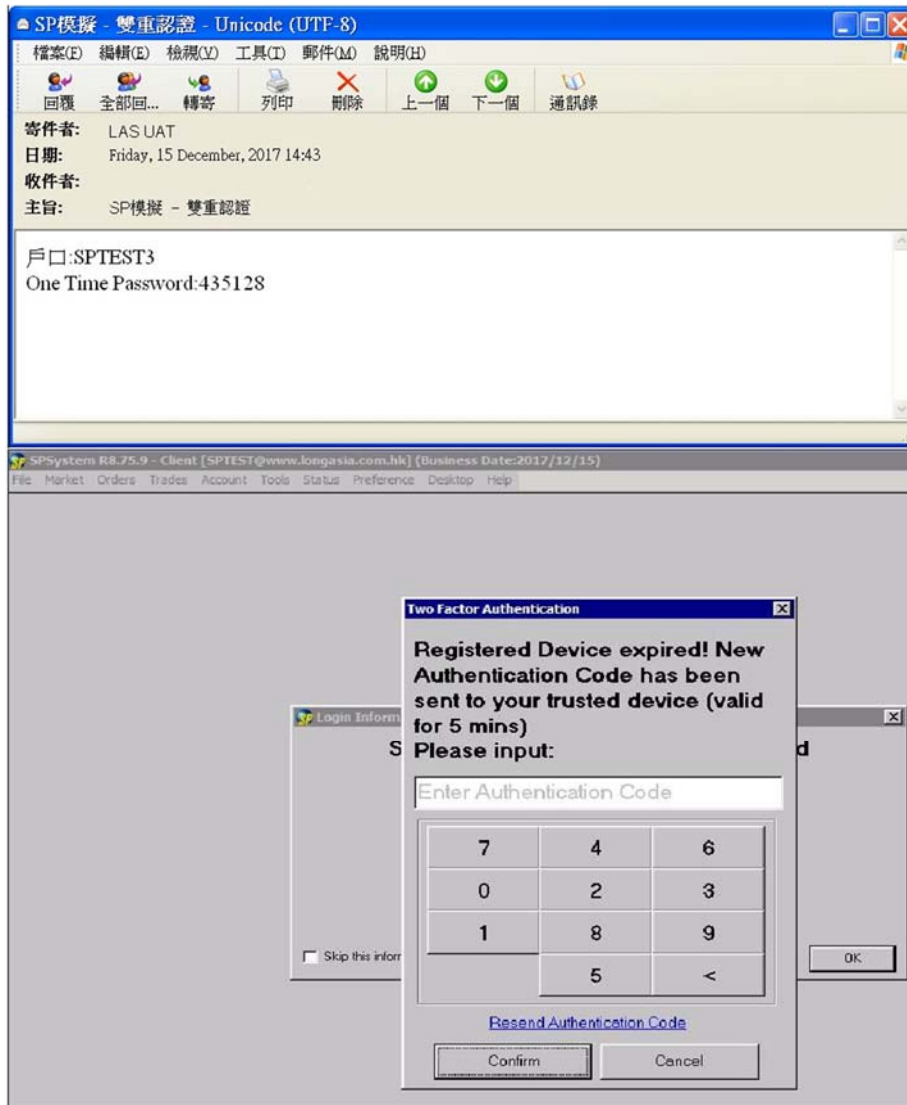 SP模擬 - 雙重認證 - Unicode (UTF-8)
檔案(F) 編輯(E) 檢視(V) 工具(T) 郵件(M) 說明(H)
回覆 全部回... 轉寄 列印 刪除 上一個 下一個 通訊錄
寄件者: LAS UAT
日期: Friday, 15 December, 2017 14:43
收件者:
主旨: SP模擬 - 雙重認證
戶口:SPTEST3
One Time Password:435128
SPSystem R8.75.9 - Client [SPTEST@www.longasia.com.hk] (Business Date:2017/12/15)
File Market Orders Trades Account Tools Status Preference Desktop Help
Two Factor Authentication
Registered Device expired! New
Authentication Code has been
sent to your trusted device (valid
for 5 mins)
Please input:
Enter Authentication Code
7 4 6
0 2 3
1 8 9
5 <
Resend Authentication Code
Confirm Cancel
Login Inform
S d
Skip this infor
OK